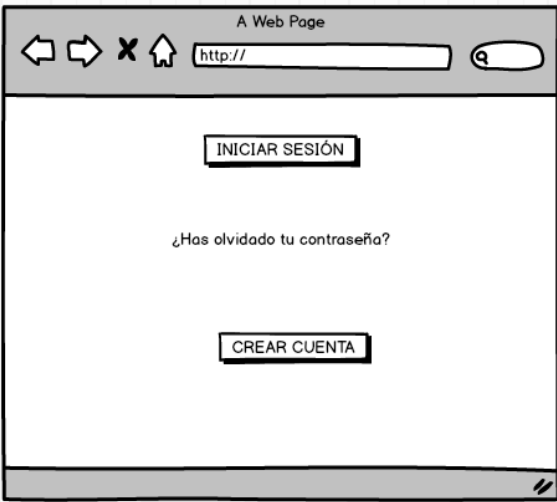 A Web Page
http://
INICIAR SESIÓN
¿Has olvidado tu contraseña?
CREAR CUENTA